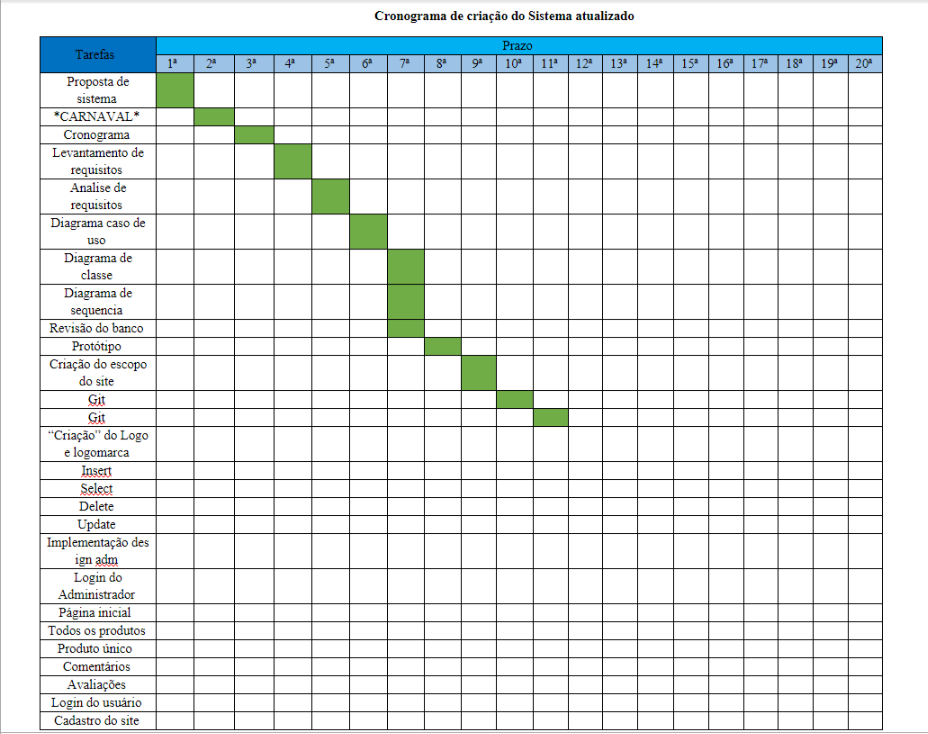 Cronograma de criação do Sistema atualizado
Tarefas
Prazo
1ª 2ª 3ª 4ª 5ª 6ª 7ª 8ª 9ª 10ª 11ª 12ª 13ª 14ª 15ª 16ª 17ª 18ª 19ª 20ª
Proposta de
sistema
*CARNAVAL*
Cronograma
Levantamento de
requisitos
Analise de
requisitos
Diagrama caso de
uso
Diagrama de
classe
Diagrama de
sequencia
Revisão do banco
Protótipo
Criação do escopo
do site
Git
Git
“Criação” do Logo
e logomarca
Insert
Select
Delete
Update
Implementação des
ign adm
Login do
Administrador
Página inicial
Todos os produtos
Produto único
Comentários
Avaliações
Login do usuário
Cadastro do site